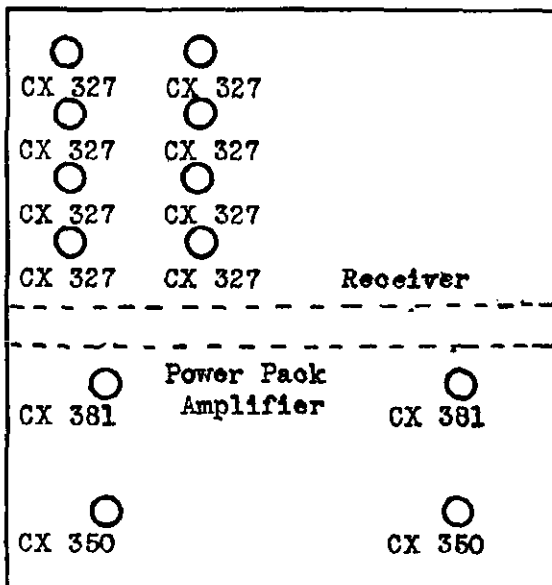 CX 327 CX 327
CX 327 CX 327
CX 327 CX 327
CX 327 CX 327 Receiver
Power Pack
Amplifier
CX 381 CX 381
CX 350 CX 350